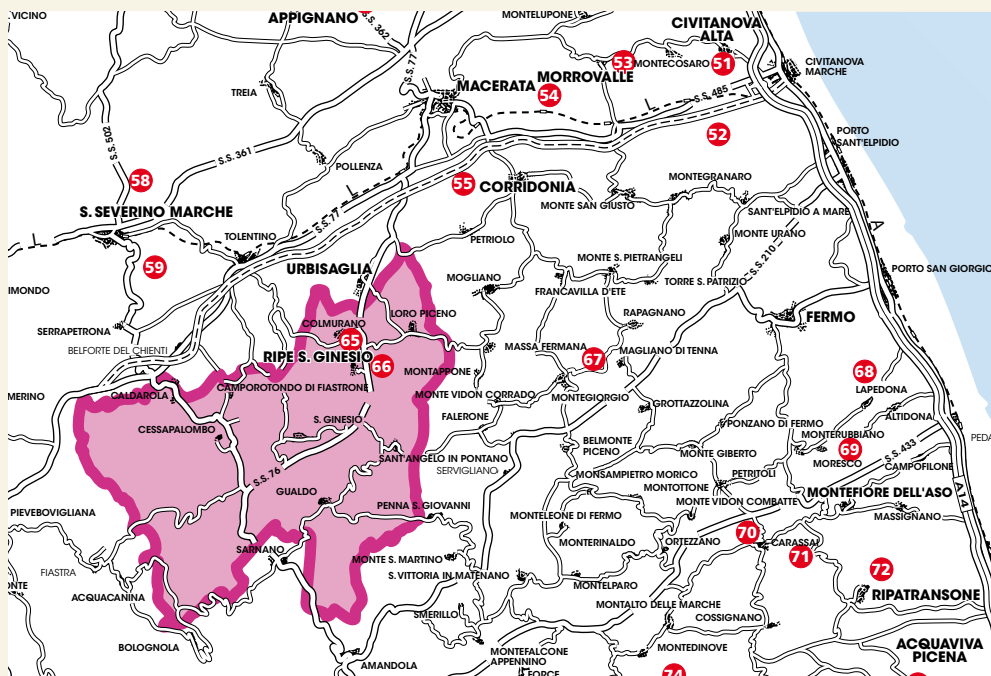 . VICINO
APPIGNANO
S.S. 362
MONTELUPONE
CIVITANOVA
ALTA
S.S. 77
53
MONTECOSARO
51
CIVITANOVA
MARCHE
MORROVALLE
MACERATA
54
TREIA
S.S. 485
52
PORTO
SANT'ELPIDIO
S.S. 502
S.S. 361
POLLENZA
58
55
CORRIDONIA
MONTEGRANARO
S. SEVERINO MARCHE
S.S. 77
MONTE SAN GIUSTO
SANT'ELPIDIO A MARE
TOLENTINO
PETRIOLO
MONTE URANO
A
59
URBISAGLIA
MONTE S. PIETRANGELI
S.S. 210
PORTO SAN GIORGIO
MOGLIANO
TORRE S. PATRIZIO
IMONDO
FRANCAVILLA D'ETE
LORO PICENO
RAPAGNANO
FERMO
SERRAPETRONA
COLMURANO
65
BELFORTE DEL CHIENTI
MASSA FERMANA
67
MAGLIANO DI TENNA
RIPE S. GINESIO
66
MONTAPPONE
68
CAMPOROTONDO DI FIASTRONE
LAPEDONA
MERINO
CALDAROLA
MONTE VIDON CORRADO
MONTEGIORGIO
GROTTAZZOLINA
S. GINESIO
FALERONE
ALTIDONA
CESSAPALOMBO
PONZANO DI FERMO
MONTERUBBIANO
PEDA
BELMONTE
PICENO
69
S.S. 433
SANT'ANGELO IN PONTANO
MONTE GIBERTO
MORESCO
CAMPOFILONE
SERVIGLIANO
MONSAMPIETRO MORICO
PETRITOLI
S.S. 76
GUALDO
MONTOTTONE
MONTEFIORE DELL'ASO
A14
MONTE VIDON COMBATTE
PENNA S. GIOVANNI
PIEVEBOVIGLIANA
MONTELEONE DI FERMO
MASSIGNANO
70
MONTERINALDO
ORTEZZANO
CARASSAI
SARNANO
71
MONTE S. MARTINO
FIASTRA
S. VITTORIA IN MATENANO
72
ONTE
MONTELPARO
ACQUACANINA
RIPATRANSONE
MONTALTO DELLE MARCHE
SMERILLO
COSSIGNANO
BOLOGNOLA
MONTEFALCONE
APPENNINO
MONTEDINOVE
ACQUAVIVA
PICENA
AMANDOLA
FORCE
74